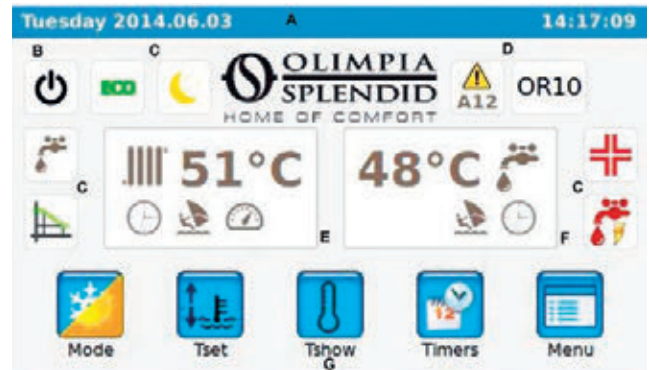 Tuesday 2014.06.03 A 14:17:09
B C D
ECO OLIMPIA SPLENDID A12 OR10
HOME OF COMFORT
51°C 48°C
C C
E F
12
Mode Tset Tshow Timers Menu
G